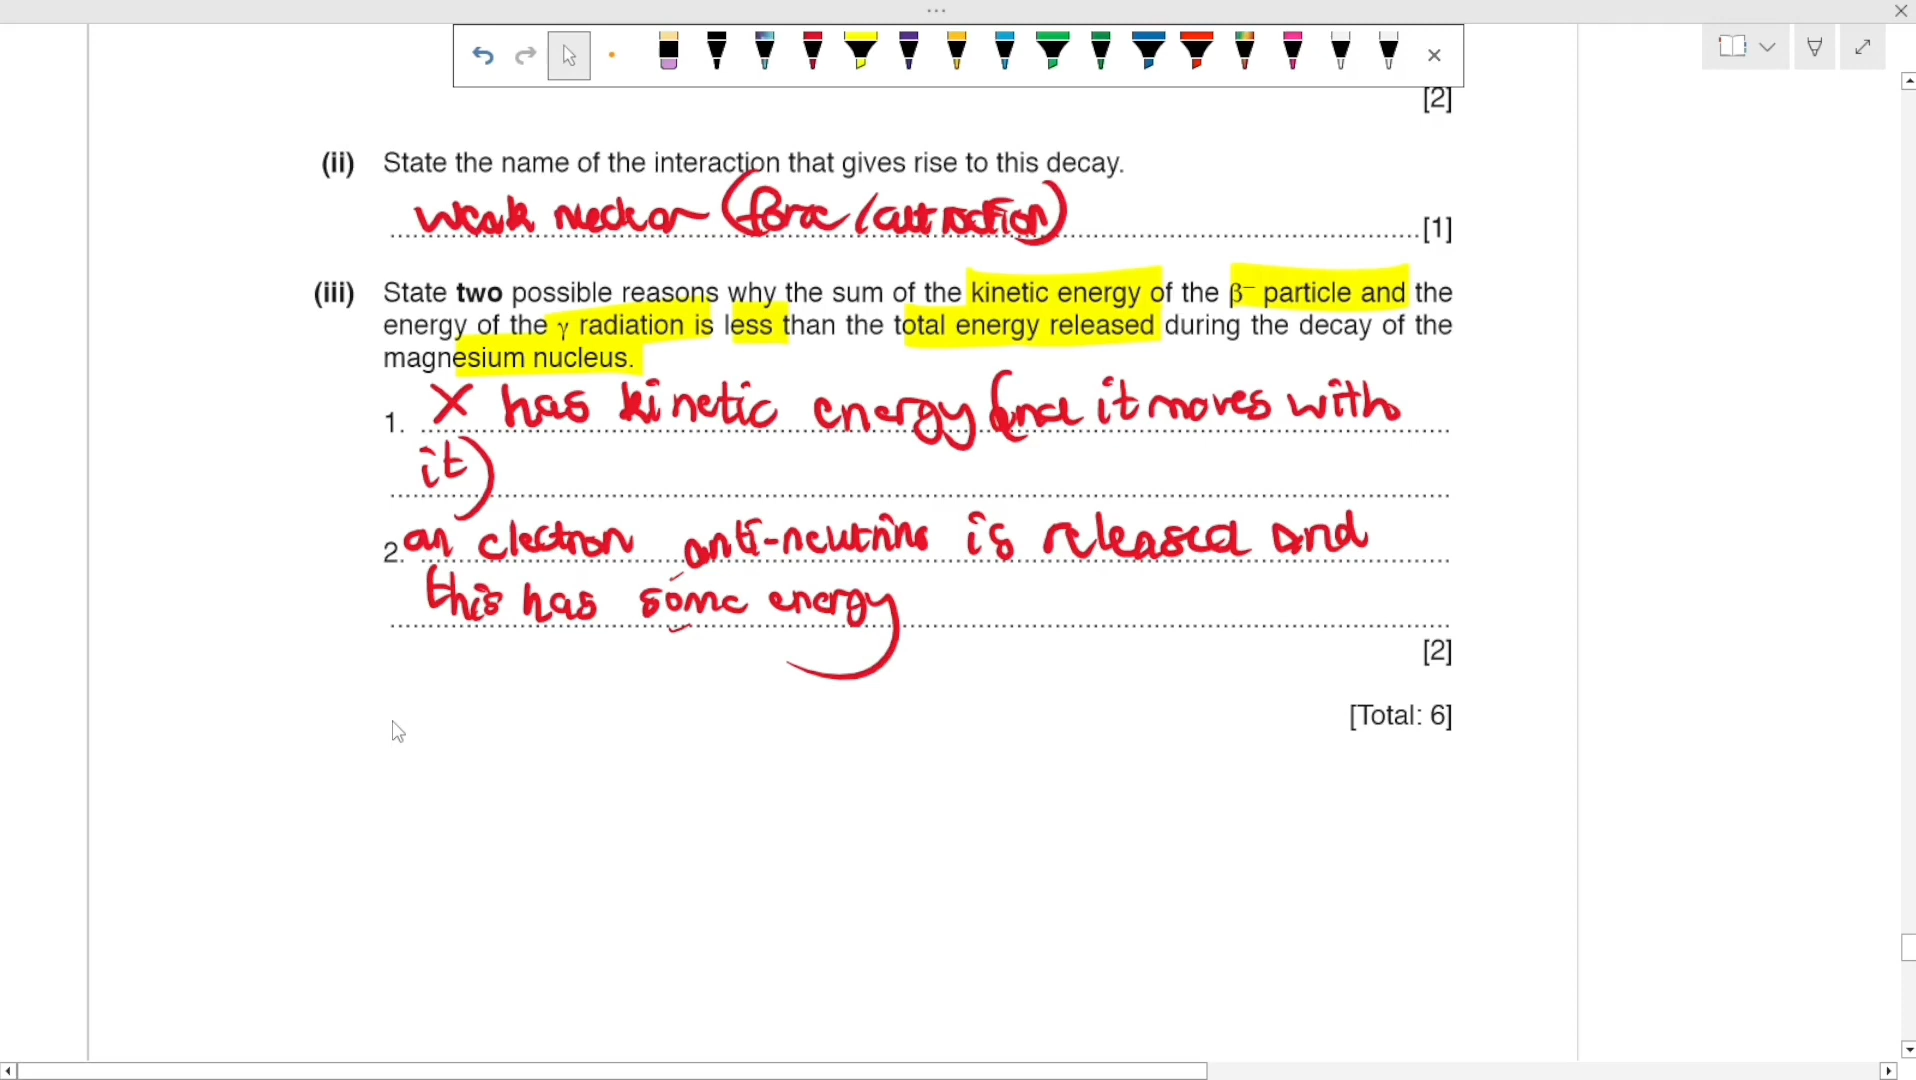 [2]
(ii) State the name of the interaction that gives rise to this decay.
weak nuclear (force / attraction)
[1]
(iii) State two possible reasons why the sum of the kinetic energy of the β⁻ particle and the
energy of the γ radiation is less than the total energy released during the decay of the
magnesium nucleus.
1. X has kinetic energy (once it moves with
it)
2. an electron anti-neutrino is released and
this has some energy
[2]
[Total: 6]